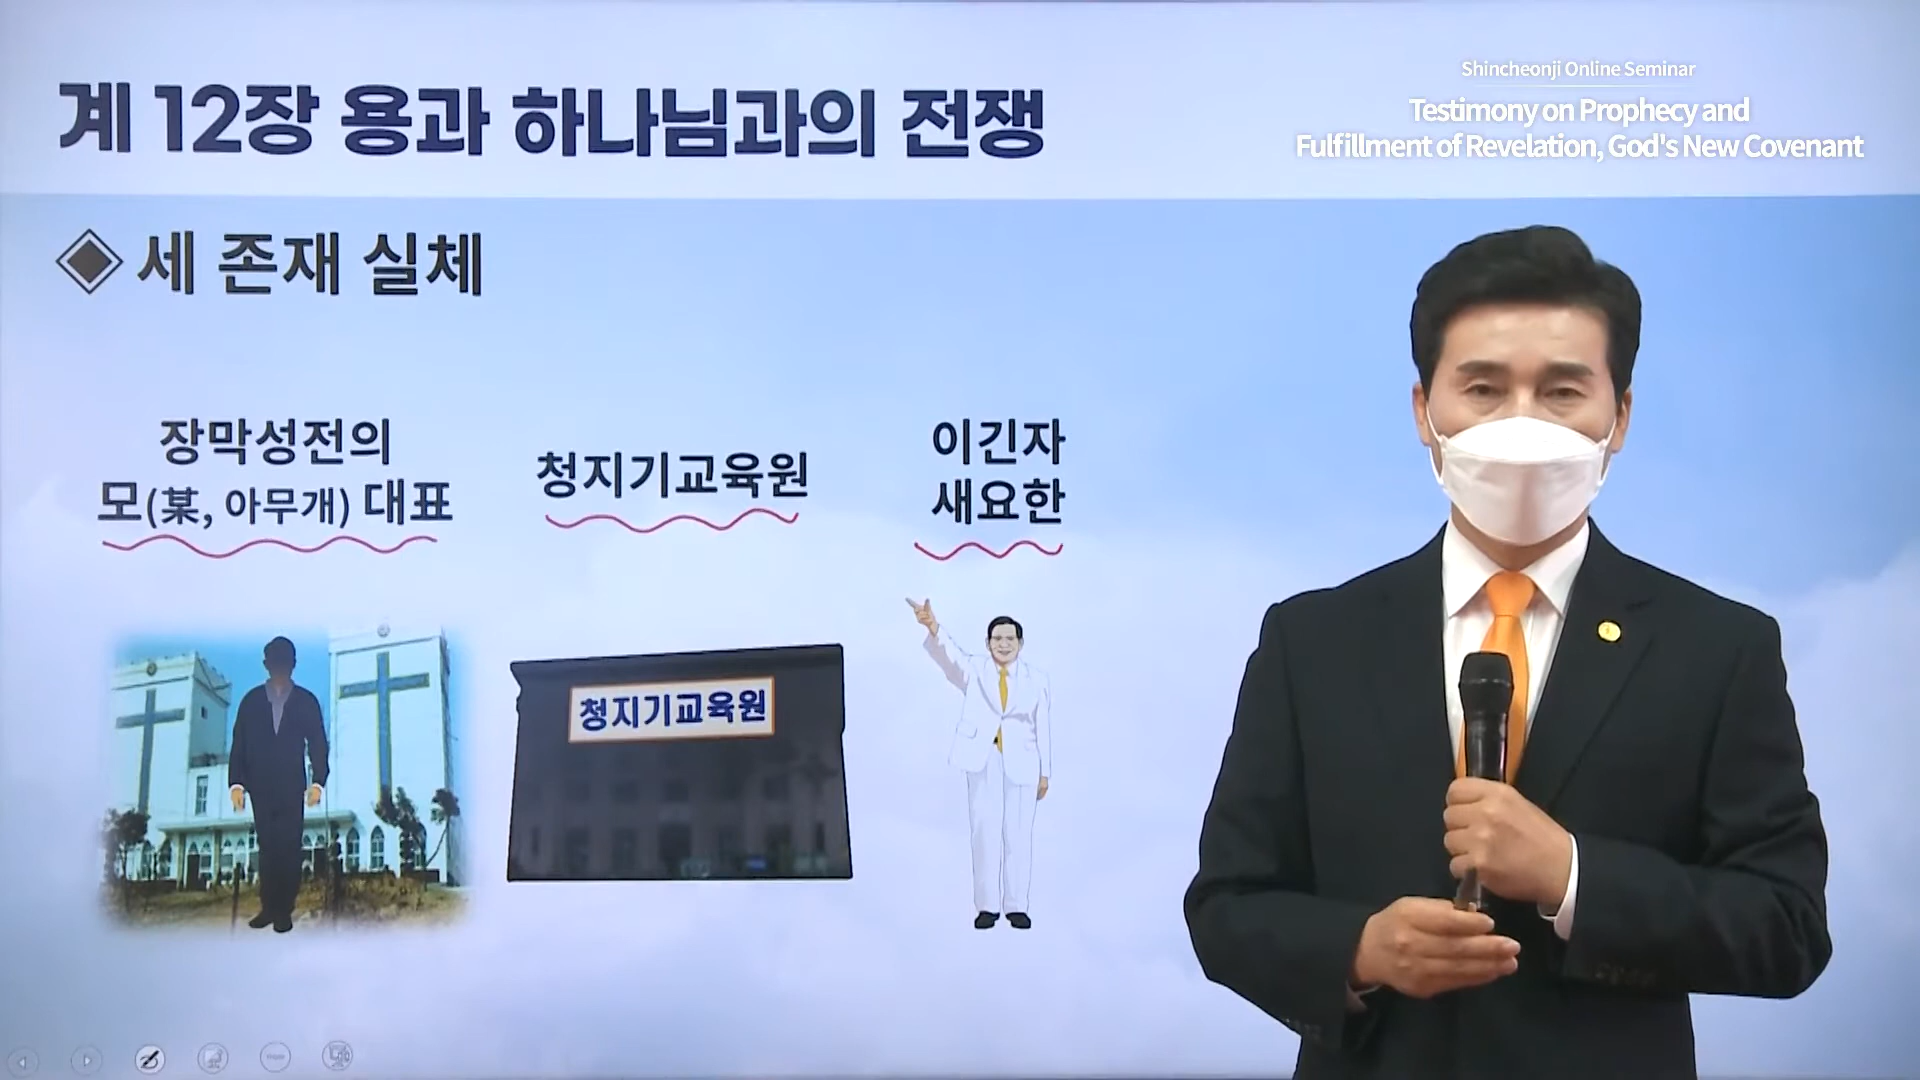 계 12장 용과 하나님과의 전쟁
Shincheonji Online Seminar
Testimony on Prophecy and
Fulfillment of Revelation, God's New Covenant
세 존재 실체
장막성전의
모(某, 아무개) 대표
청지기교육원
이긴자
새요한
청지기교육원